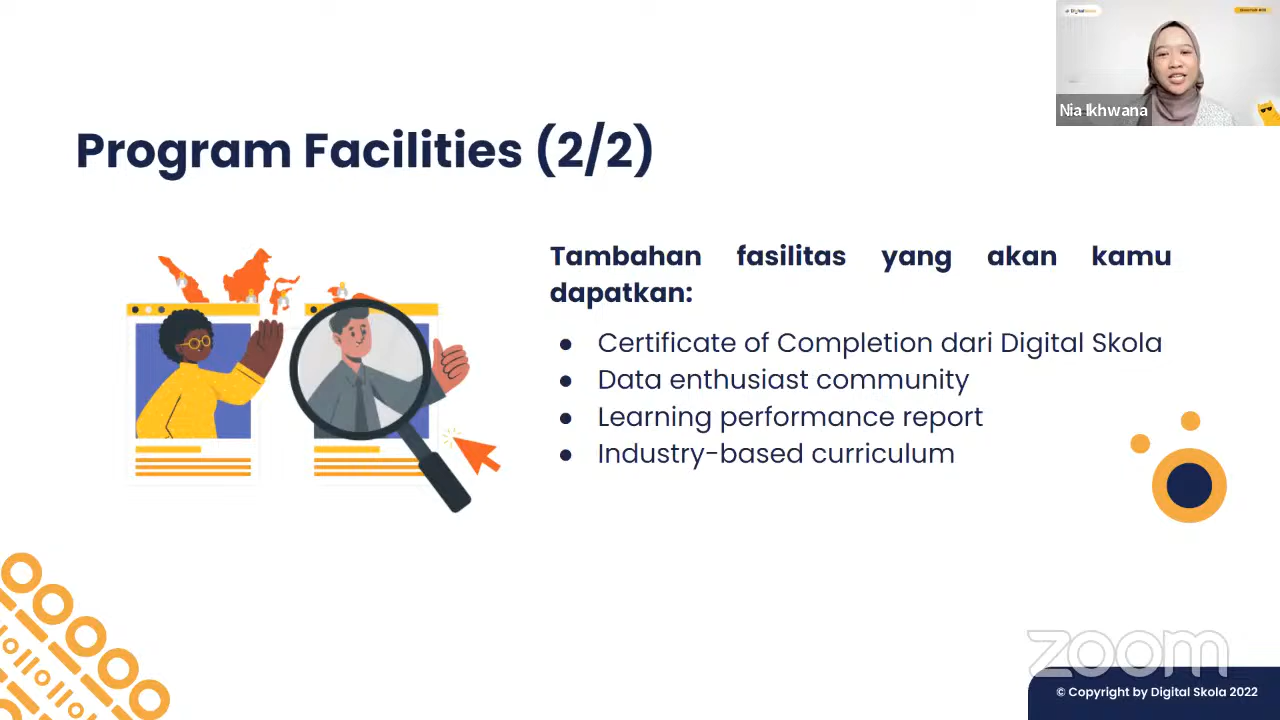 Nia Ikhwana
Program Facilities (2/2)
Tambahan fasilitas yang akan kamu
dapatkan:
● Certificate of Completion dari Digital Skola
● Data enthusiast community
● Learning performance report
● Industry-based curriculum
zoom
© Copyright by Digital Skola 2022